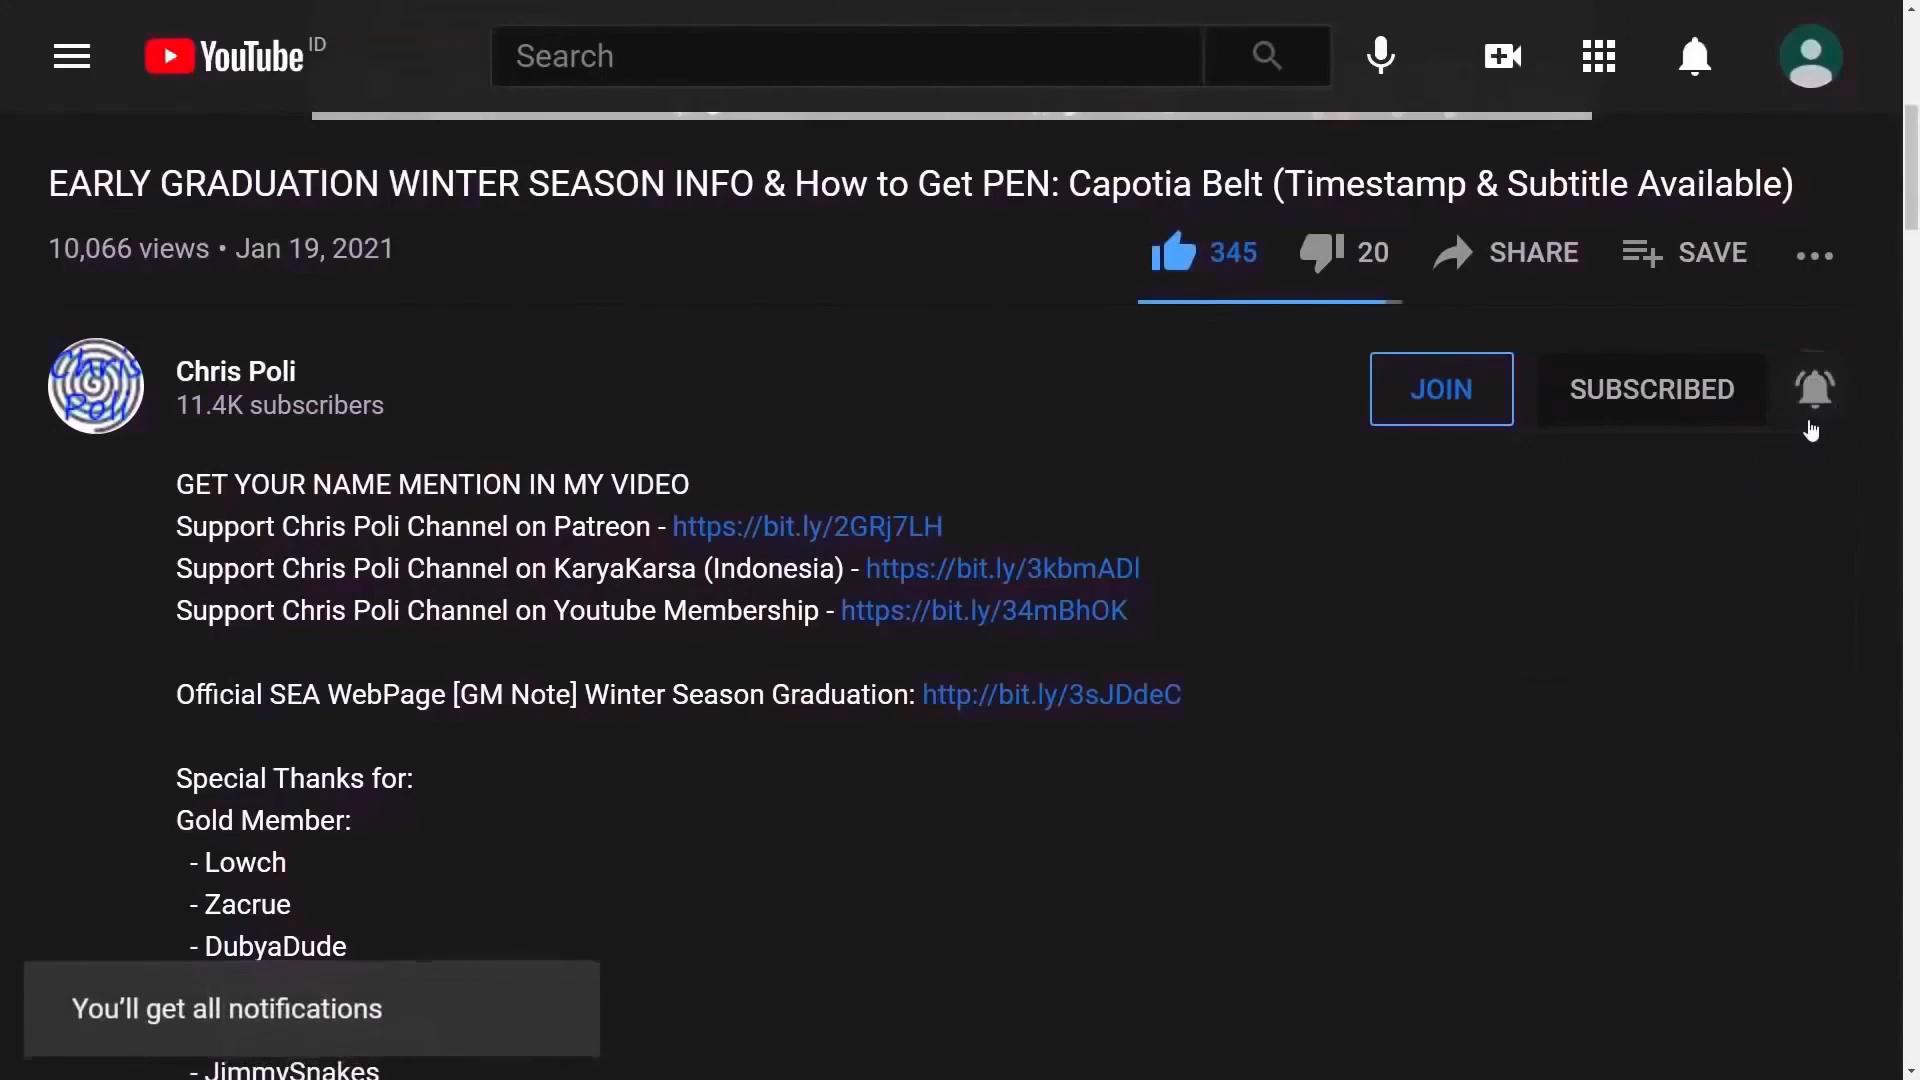 YouTube ID
Search
EARLY GRADUATION WINTER SEASON INFO & How to Get PEN: Capotia Belt (Timestamp & Subtitle Available)
10,066 views • Jan 19, 2021
345 20 SHARE SAVE
Chris Poli
Chris Poli
11.4K subscribers
JOIN SUBSCRIBED
GET YOUR NAME MENTION IN MY VIDEO
Support Chris Poli Channel on Patreon - https://bit.ly/2GRj7LH
Support Chris Poli Channel on KaryaKarsa (Indonesia) - https://bit.ly/3kbmADl
Support Chris Poli Channel on Youtube Membership - https://bit.ly/34mBhOK
Official SEA WebPage [GM Note] Winter Season Graduation: http://bit.ly/3sJDdeC
Special Thanks for:
Gold Member:
- Lowch
- Zacrue
- DubyaDude
You'll get all notifications
- JimmySnakes